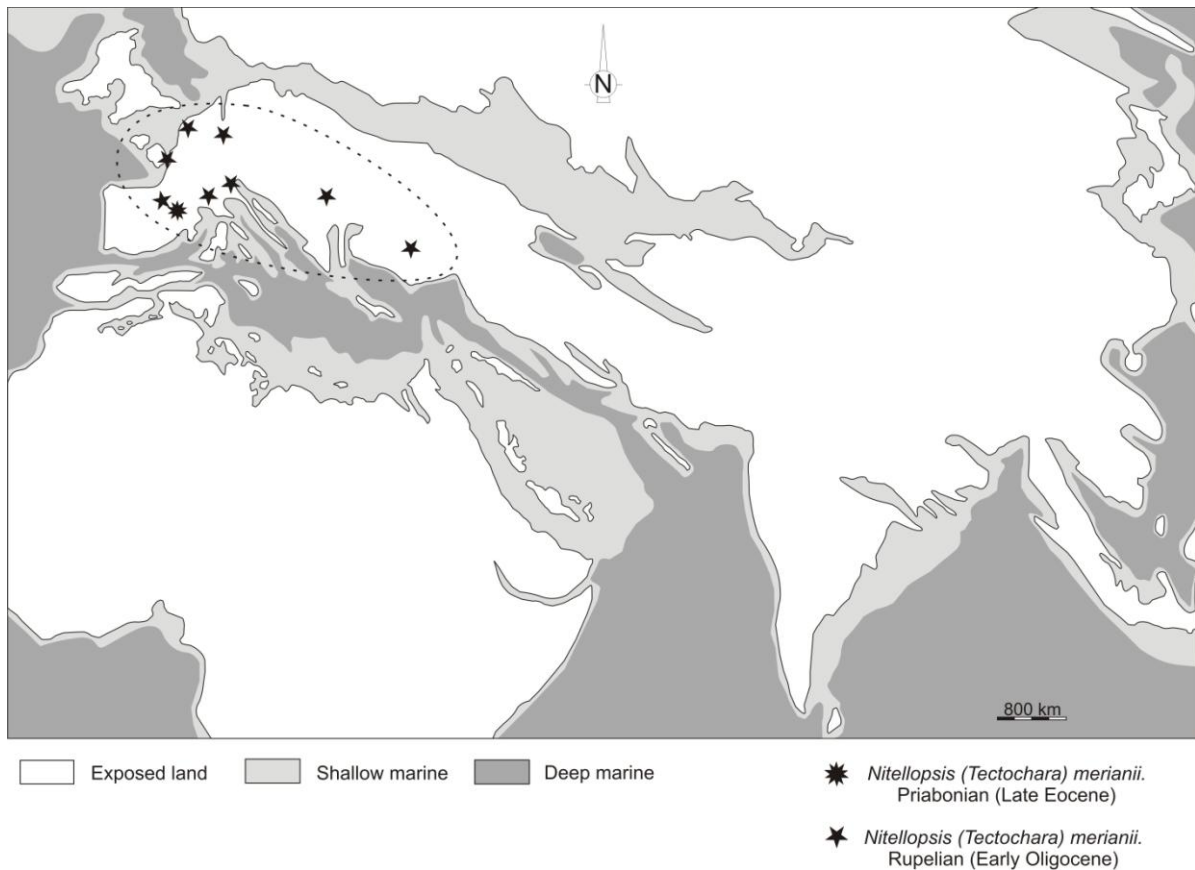 N
800 km
Exposed land
Shallow marine
Deep marine
Nitellopsis (Tectochara) merianii.
Priabonian (Late Eocene)
Nitellopsis (Tectochara) merianii.
Rupelian (Early Oligocene)